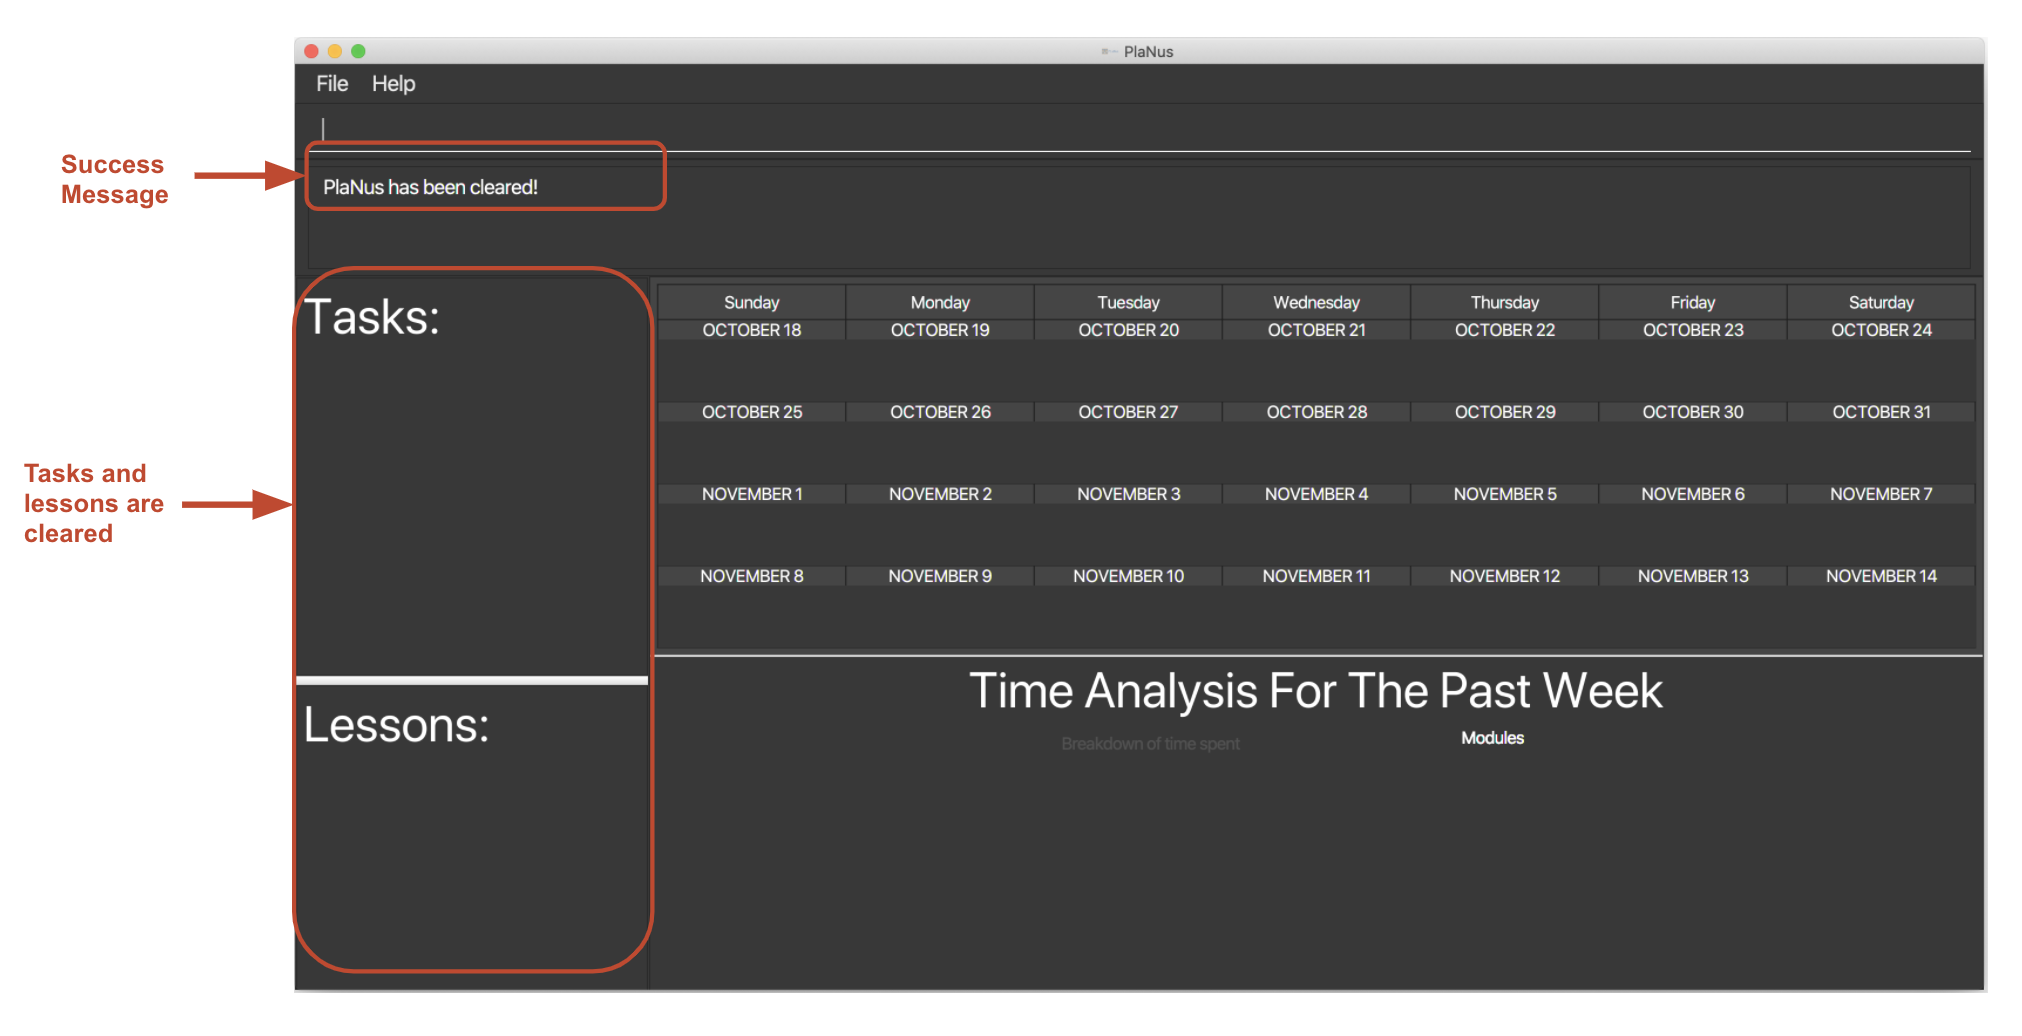 PlaNus
File Help
Success
Message
PlaNus has been cleared!
Tasks:
Sunday Monday Tuesday Wednesday Thursday Friday Saturday
OCTOBER 18 OCTOBER 19 OCTOBER 20 OCTOBER 21 OCTOBER 22 OCTOBER 23 OCTOBER 24
OCTOBER 25 OCTOBER 26 OCTOBER 27 OCTOBER 28 OCTOBER 29 OCTOBER 30 OCTOBER 31
Tasks and
lessons are
cleared
NOVEMBER 1 NOVEMBER 2 NOVEMBER 3 NOVEMBER 4 NOVEMBER 5 NOVEMBER 6 NOVEMBER 7
NOVEMBER 8 NOVEMBER 9 NOVEMBER 10 NOVEMBER 11 NOVEMBER 12 NOVEMBER 13 NOVEMBER 14
Lessons:
Time Analysis For The Past Week
Breakdown of time spent
Modules